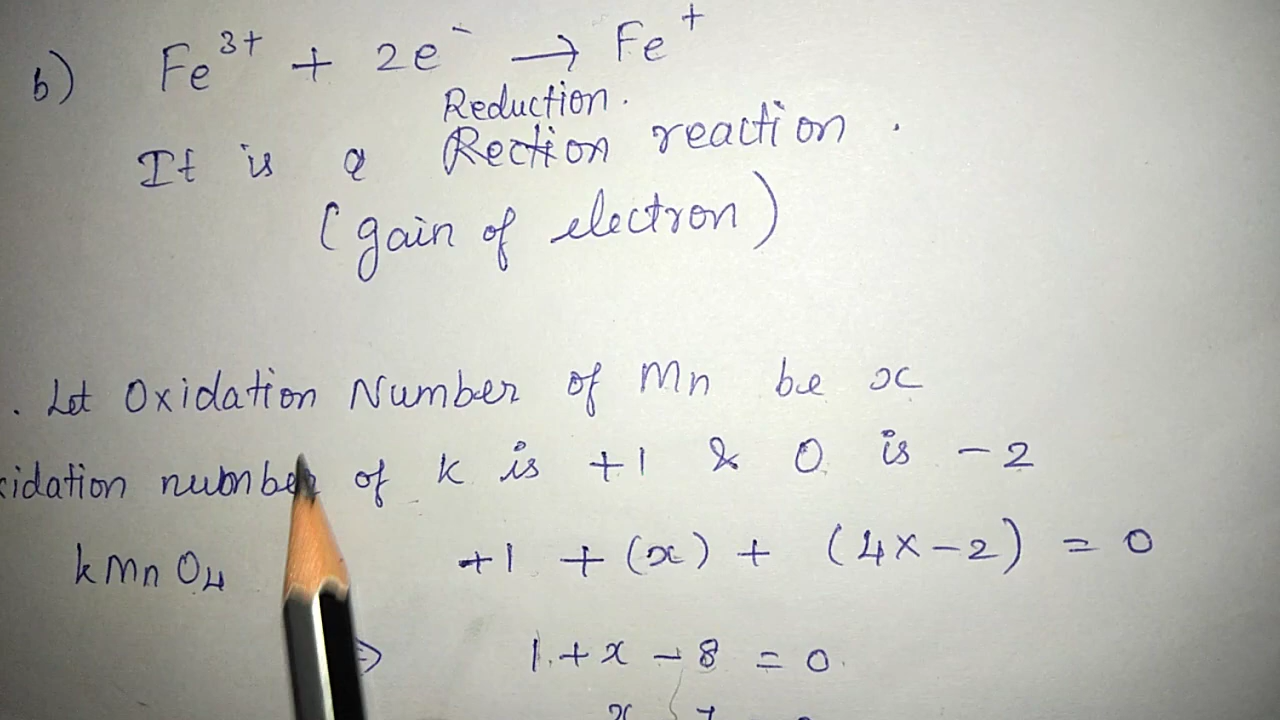 b) Fe³⁺ + 2e⁻ → Fe⁺
Reduction.
It is a Rection reaction.
(gain of electron)
. Let Oxidation Number of Mn be x
idation number of k is +1 & O is -2
kMnO₄ +1 + (x) + (4x-2) = 0
⇒ 1 + x - 8 = 0.
x 7